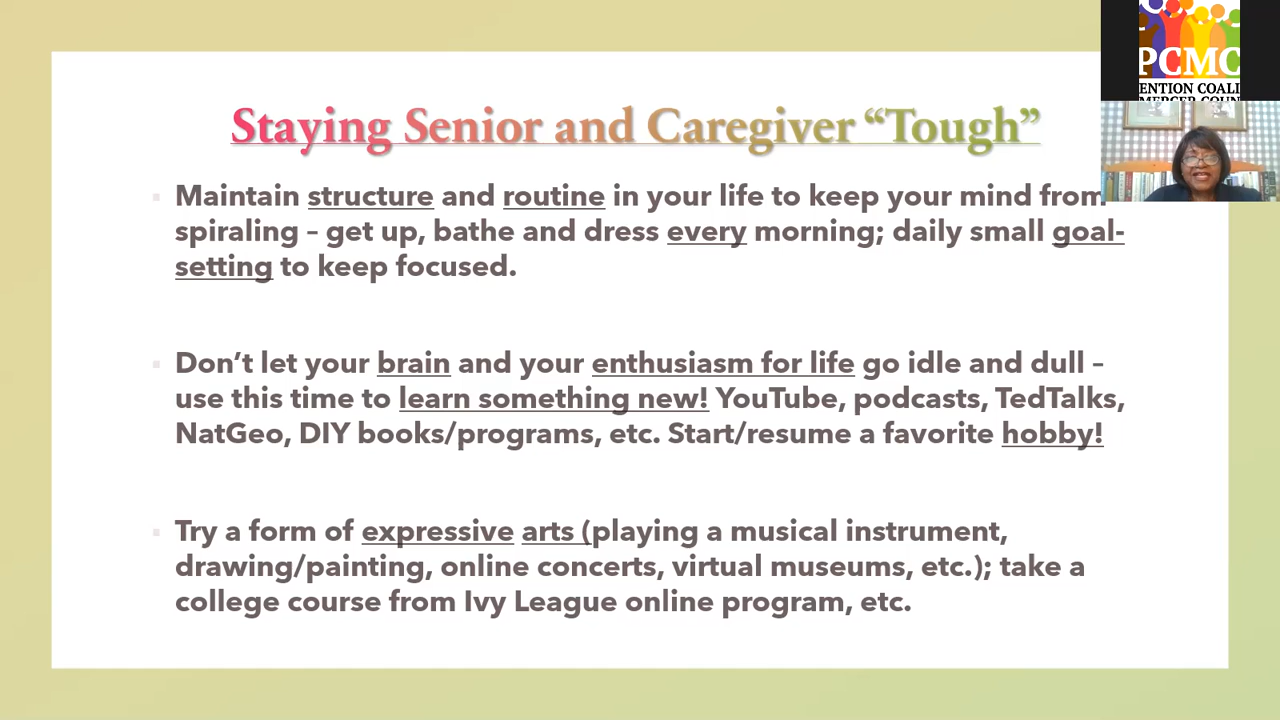 Staying Senior and Caregiver “Tough”
Maintain structure and routine in your life to keep your mind from
spiraling – get up, bathe and dress every morning; daily small goal-
setting to keep focused.
Don’t let your brain and your enthusiasm for life go idle and dull –
use this time to learn something new! YouTube, podcasts, TedTalks,
NatGeo, DIY books/programs, etc. Start/resume a favorite hobby!
Try a form of expressive arts (playing a musical instrument,
drawing/painting, online concerts, virtual museums, etc.); take a
college course from Ivy League online program, etc.
PCMC
ENTION COALI
MERCER COUN